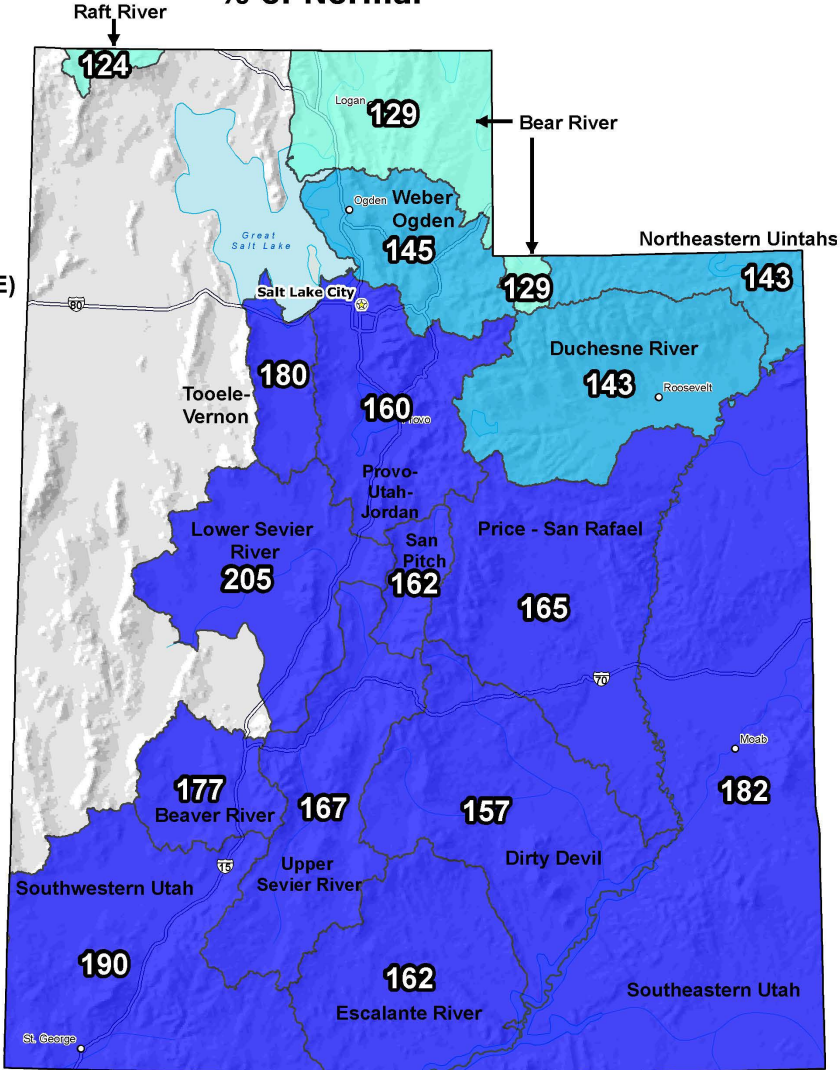 % of Normal
Raft River
124
Logan
129
Bear River
Ogden
Weber
Ogden
145
Great
Salt Lake
Northeastern Uintahs
143
E)
Salt Lake City
129
80
Duchesne River
143
Roosevelt
180
Tooele-
Vernon
160
Provo
Provo-
Utah-
Jordan
Lower Sevier
River
205
San
Pitch
162
Price - San Rafael
165
70
Moab
182
177
Beaver River
167
157
Upper
Sevier River
Dirty Devil
15
Southwestern Utah
190
162
Escalante River
Southeastern Utah
St. George